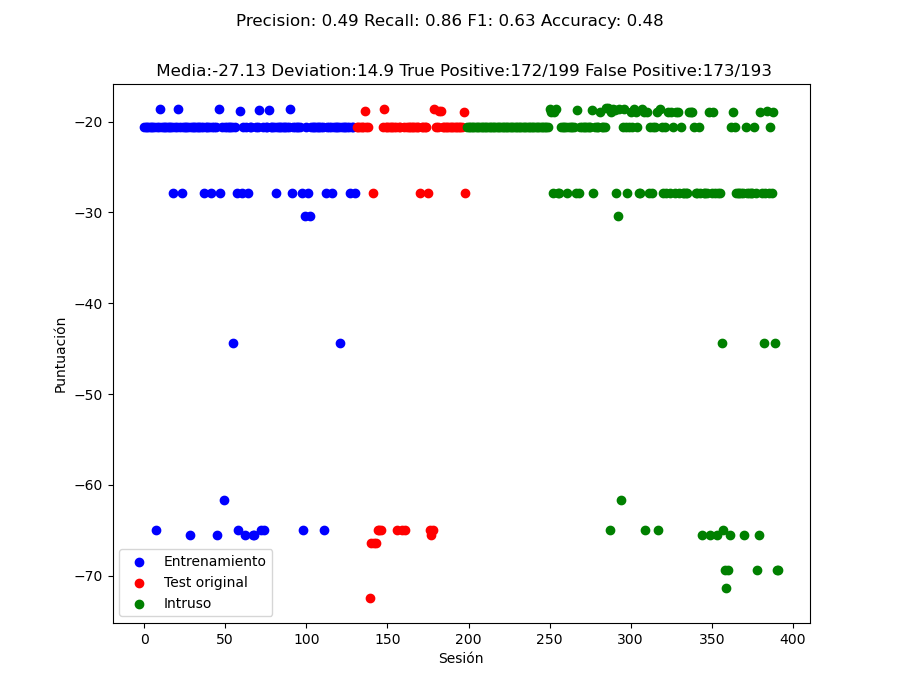 Precision: 0.49 Recall: 0.86 F1: 0.63 Accuracy: 0.48
Media:-27.13 Deviation:14.9 True Positive:172/199 False Positive:173/193
−20
−30
−40
−50
−60
−70
Puntuación
Entrenamiento
Test original
Intruso
0 50 100 150 200 250 300 350 400
Sesión